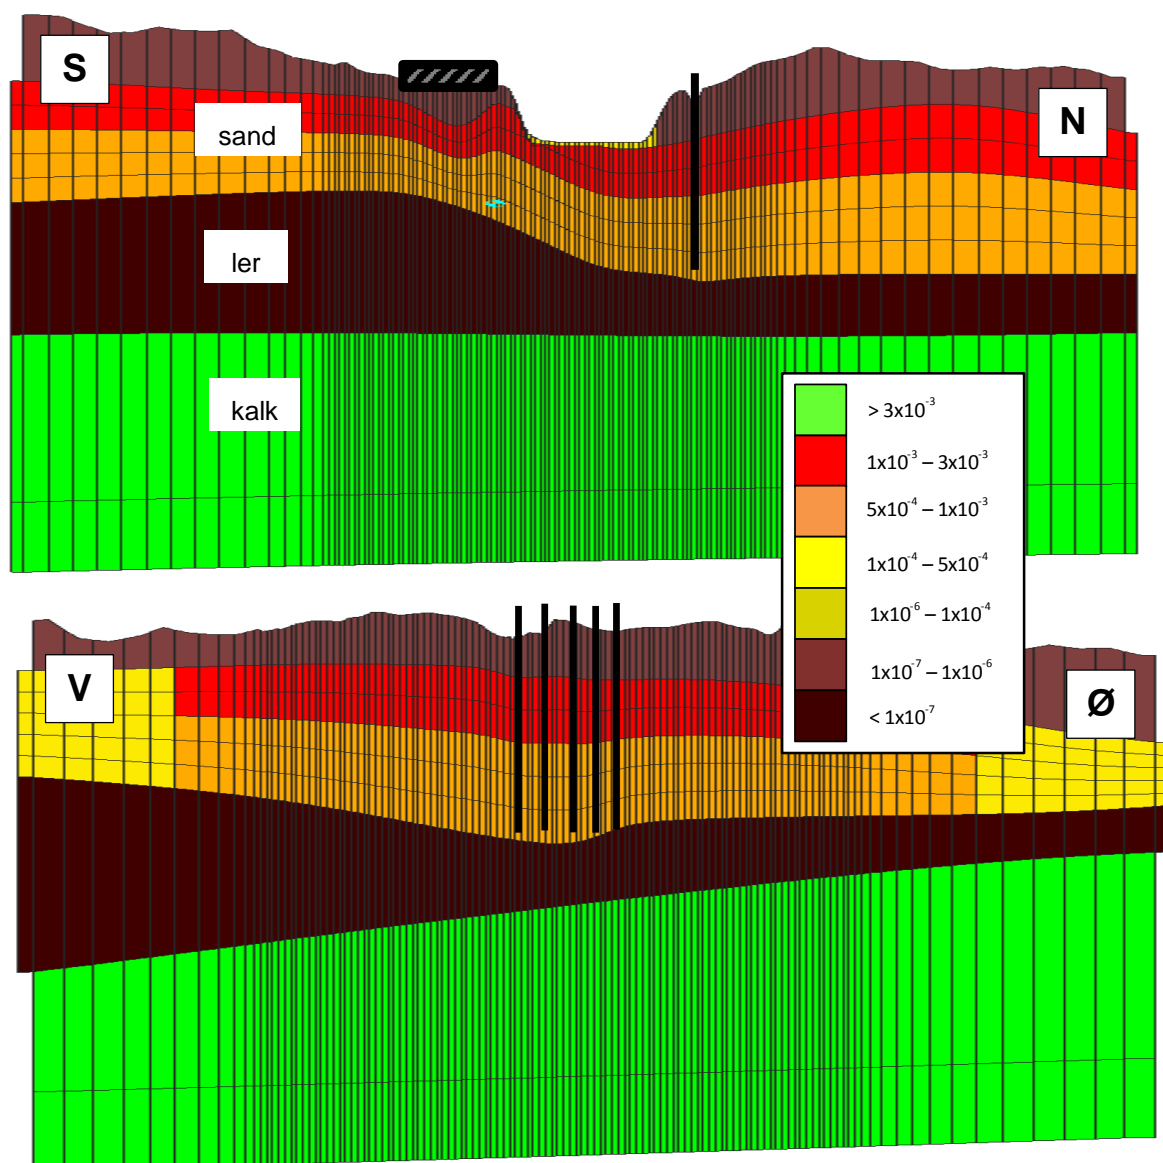 S
N
sand
ler
kalk
> 3x10⁻³
1x10⁻³ – 3x10⁻³
5x10⁻⁴ – 1x10⁻³
1x10⁻⁴ – 5x10⁻⁴
1x10⁻⁶ – 1x10⁻⁴
1x10⁻⁷ – 1x10⁻⁶
< 1x10⁻⁷
V
Ø